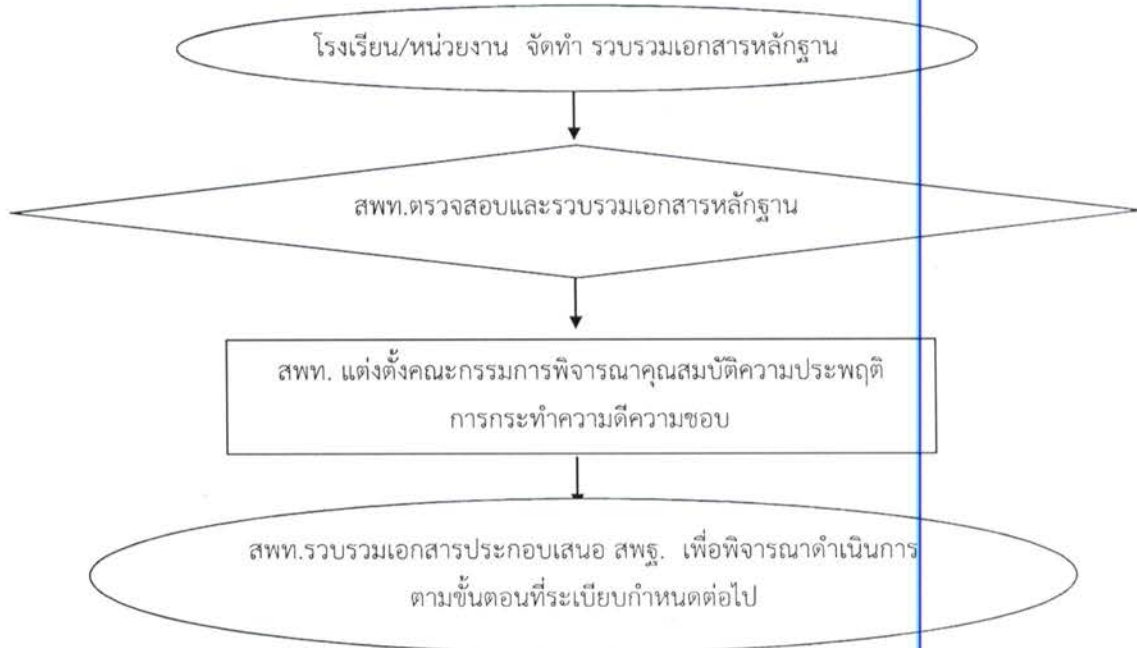 โรงเรียน/หน่วยงาน จัดทำ รวบรวมเอกสารหลักฐาน
สพท.ตรวจสอบและรวบรวมเอกสารหลักฐาน
สพท. แต่งตั้งคณะกรรมการพิจารณาคุณสมบัติความประพฤติ
การกระทำความดีความชอบ
สพท.รวบรวมเอกสารประกอบเสนอ สพฐ. เพื่อพิจารณาดำเนินการ
ตามขั้นตอนที่ระเบียบกำหนดต่อไป